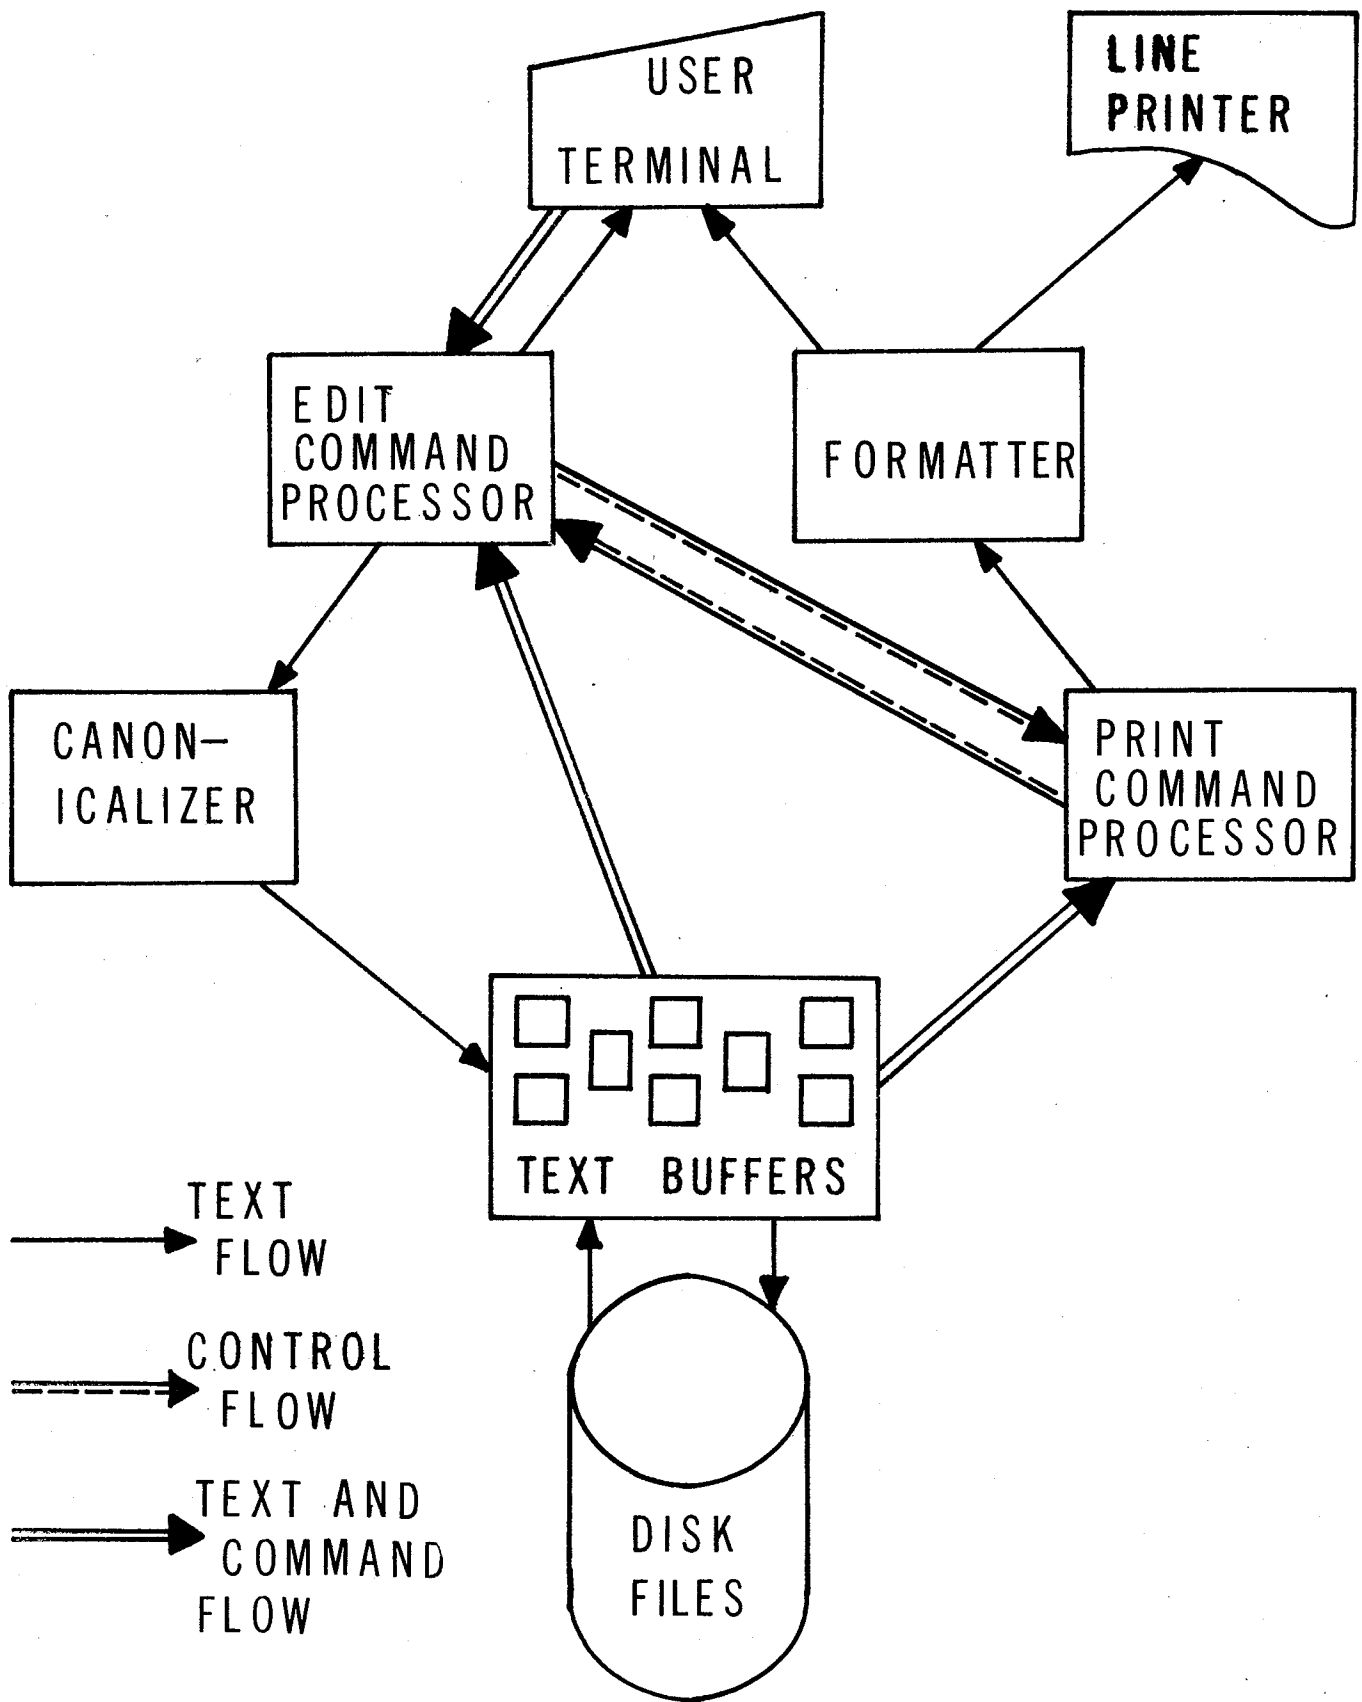 USER
TERMINAL
LINE
PRINTER
EDIT
COMMAND
PROCESSOR
FORMATTER
CANON—
ICALIZER
PRINT
COMMAND
PROCESSOR
TEXT BUFFERS
TEXT
FLOW
CONTROL
FLOW
TEXT AND
COMMAND
FLOW
DISK
FILES